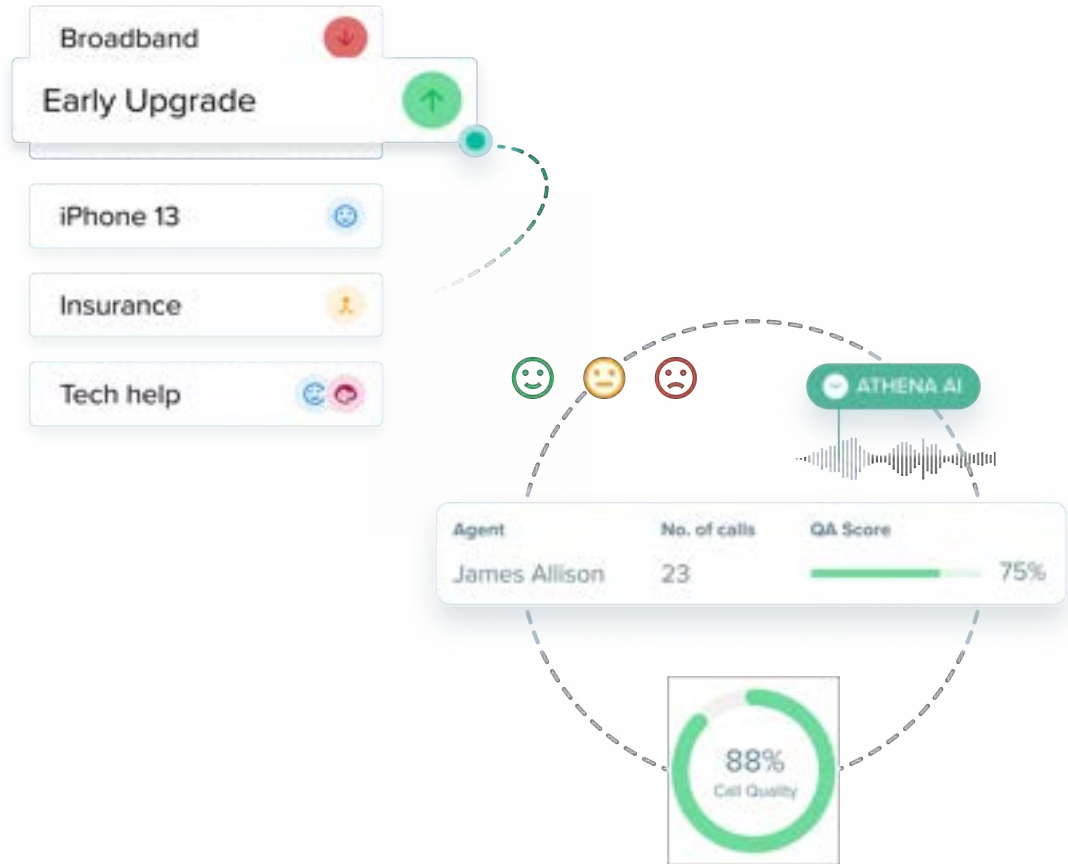 Broadband
Early Upgrade
iPhone 13
Insurance
Tech help
ATHENA AI
Agent No. of calls QA Score
James Allison 23 75%
88%
Call Quality